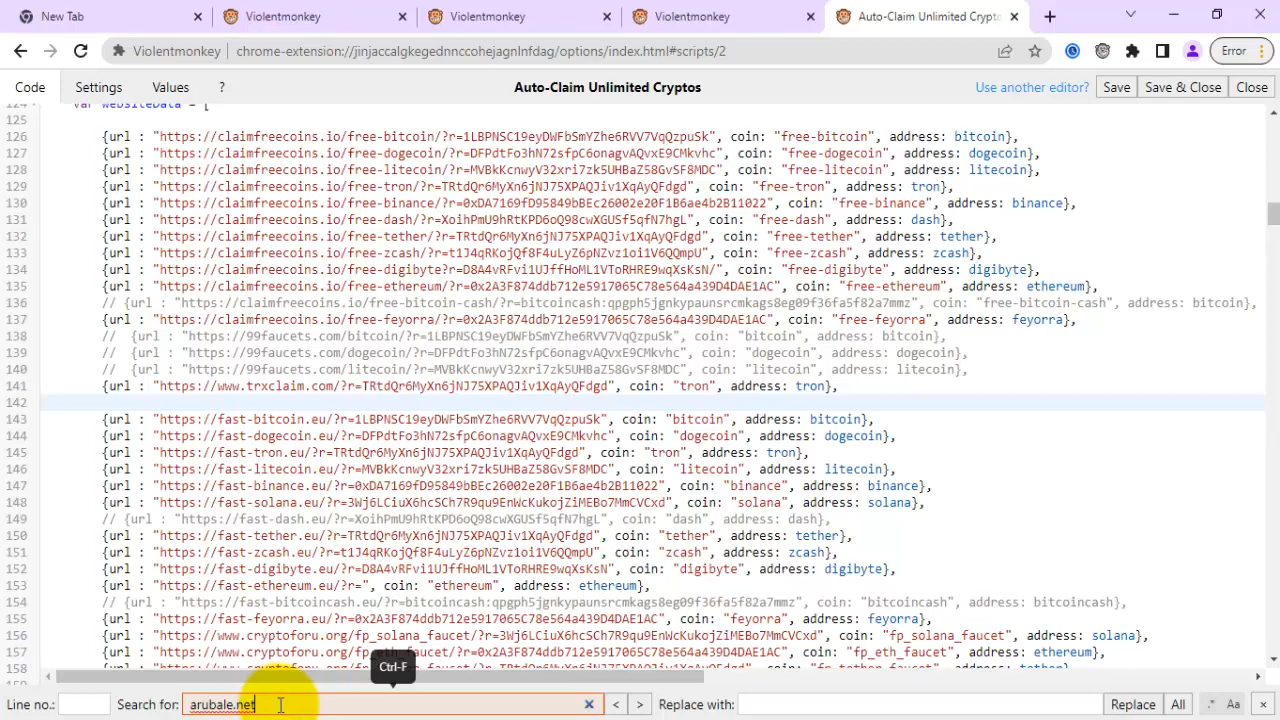 New Tab
Violentmonkey
Violentmonkey
Violentmonkey
Auto-Claim Unlimited Crypto
Violentmonkey | chrome-extension://jinjaccalgkegednnccohejagnlnfdag/options/index.html#scripts/2
Error
Code Settings Values ? Auto-Claim Unlimited Cryptos Use another editor? Save Save & Close Close
124 var websiteData = [
125
126 {url : "https://claimfreecoins.io/free-bitcoin/?r=1LBPNSC19eyDWFbSmYZhe6RVV7VqQzpuSk", coin: "free-bitcoin", address: bitcoin},
127 {url : "https://claimfreecoins.io/free-dogecoin/?r=DFPdtFo3hN72sfpC6onagvAQvxE9CMkvhc", coin: "free-dogecoin", address: dogecoin},
128 {url : "https://claimfreecoins.io/free-litecoin/?r=MVBkKcnwyV32xri7zk5UHBaZ58GvSF8MDC", coin: "free-litecoin", address: litecoin},
129 {url : "https://claimfreecoins.io/free-tron/?r=TRtdQr6MyXn6jNJ75XPAQJiv1XqAyQFdgd", coin: "free-tron", address: tron},
130 {url : "https://claimfreecoins.io/free-binance/?r=0xDA7169fD95849bBEc26002e20F1B6ae4b2B11022", coin: "free-binance", address: binance},
131 {url : "https://claimfreecoins.io/free-dash/?r=XoihPmU9hRtKPD6oQ98cwXGUSf5qfN7hgL", coin: "free-dash", address: dash},
132 {url : "https://claimfreecoins.io/free-tether/?r=TRtdQr6MyXn6jNJ75XPAQJiv1XqAyQFdgd", coin: "free-tether", address: tether},
133 {url : "https://claimfreecoins.io/free-zcash/?r=t1J4qRKojQf8F4uLyZ6pNZvz1oi1V6QQmpU", coin: "free-zcash", address: zcash},
134 {url : "https://claimfreecoins.io/free-digibyte/?r=D8A4vRFvi1UJffHoML1VToRHRE9wqXsKsN/", coin: "free-digibyte", address: digibyte},
135 {url : "https://claimfreecoins.io/free-ethereum/?r=0x2A3F874ddb712e5917065C78e564a439D4DAE1AC", coin: "free-ethereum", address: ethereum},
136 // {url : "https://claimfreecoins.io/free-bitcoin-cash/?r=bitcoincash:qpgph5jgnkypaunsrcmkags8eg09f36fa5f82a7mmz", coin: "free-bitcoin-cash", address: bitcoin},
137 {url : "https://claimfreecoins.io/free-feyorra/?r=0x2A3F874ddb712e5917065C78e564a439D4DAE1AC", coin: "free-feyorra", address: feyorra},
138 // {url : "https://99faucets.com/bitcoin/?r=1LBPNSC19eyDWFbSmYZhe6RVV7VqQzpuSk", coin: "bitcoin", address: bitcoin},
139 // {url : "https://99faucets.com/dogecoin/?r=DFPdtFo3hN72sfpC6onagvAQvxE9CMkvhc", coin: "dogecoin", address: dogecoin},
140 // {url : "https://99faucets.com/litecoin/?r=MVBkKcnwyV32xri7zk5UHBaZ58GvSF8MDC", coin: "litecoin", address: litecoin},
141 {url : "https://www.trxclaim.com/?r=TRtdQr6MyXn6jNJ75XPAQJiv1XqAyQFdgd", coin: "tron", address: tron},
142
143 {url : "https://fast-bitcoin.eu/?r=1LBPNSC19eyDWFbSmYZhe6RVV7VqQzpuSk", coin: "bitcoin", address: bitcoin},
144 {url : "https://fast-dogecoin.eu/?r=DFPdtFo3hN72sfpC6onagvAQvxE9CMkvhc", coin: "dogecoin", address: dogecoin},
145 {url : "https://fast-tron.eu/?r=TRtdQr6MyXn6jNJ75XPAQJiv1XqAyQFdgd", coin: "tron", address: tron},
146 {url : "https://fast-litecoin.eu/?r=MVBkKcnwyV32xri7zk5UHBaZ58GvSF8MDC", coin: "litecoin", address: litecoin},
147 {url : "https://fast-binance.eu/?r=0xDA7169fD95849bBEc26002e20F1B6ae4b2B11022", coin: "binance", address: binance},
148 {url : "https://fast-solana.eu/?r=3Wj6LCiuX6hcSCh7R9qu9EnWcKukojZiMEBo7MmCVCxd", coin: "solana", address: solana},
149 // {url : "https://fast-dash.eu/?r=XoihPmU9hRtKPD6oQ98cwXGUSf5qfN7hgL", coin: "dash", address: dash},
150 {url : "https://fast-tether.eu/?r=TRtdQr6MyXn6jNJ75XPAQJiv1XqAyQFdgd", coin: "tether", address: tether},
151 {url : "https://fast-zcash.eu/?r=t1J4qRKojQf8F4uLyZ6pNZvz1oi1V6QQmpU", coin: "zcash", address: zcash},
152 {url : "https://fast-digibyte.eu/?r=D8A4vRFvi1UJffHoML1VToRHRE9wqXsKsN", coin: "digibyte", address: digibyte},
153 {url : "https://fast-ethereum.eu/?r=", coin: "ethereum", address: ethereum},
154 // {url : "https://fast-bitcoincash.eu/?r=bitcoincash:qpgph5jgnkypaunsrcmkags8eg09f36fa5f82a7mmz", coin: "bitcoincash", address: bitcoincash},
155 {url : "https://fast-feyorra.eu/?r=0x2A3F874ddb712e5917065C78e564a439D4DAE1AC", coin: "feyorra", address: feyorra},
156 {url : "https://www.cryptoforu.org/fp_solana_faucet/?r=3Wj6LCiuX6hcSCh7R9qu9EnWcKukojZiMEBo7MmCVCxd", coin: "fp_solana_faucet", address: solana},
157 {url : "https://www.cryptoforu.org/fp_eth_faucet/?r=0x2A3F874ddb712e5917065C78e564a439D4DAE1AC", coin: "fp_eth_faucet", address: ethereum},
158
Ctrl-F
Line no.: Search for: arubale.net < > Replace with: Replace All .* Aa